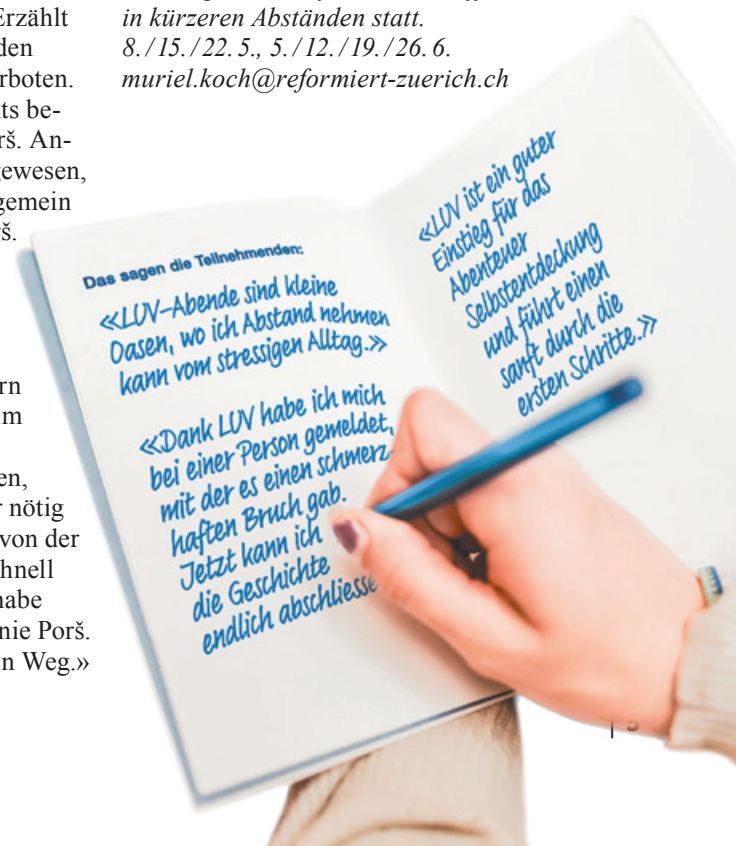 Erzählt
den
rboten.
ts be-
rš. An-
gewesen,
gemein
š.
rn
m
en,
r nötig
von der
hnell
habe
nie Porš.
n Weg.»
in kürzeren Abständen statt.
8./15./22. 5., 5./12./19./26. 6.
muriel.koch@reformiert-zuerich.ch
Das sagen die Teilnehmenden:
«LUV-Abende sind kleine
Oasen, wo ich Abstand nehmen
kann vom stressigen Alltag.»
«Dank LUV habe ich mich
bei einer Person gemeldet,
mit der es einen schmerz-
haften Bruch gab.
Jetzt kann ich
die Geschichte
endlich abschliesse
«LUV ist ein guter
Einstieg für das
Abenteuer
Selbstentdeckung
und führt einen
sanft durch die
ersten Schritte.»